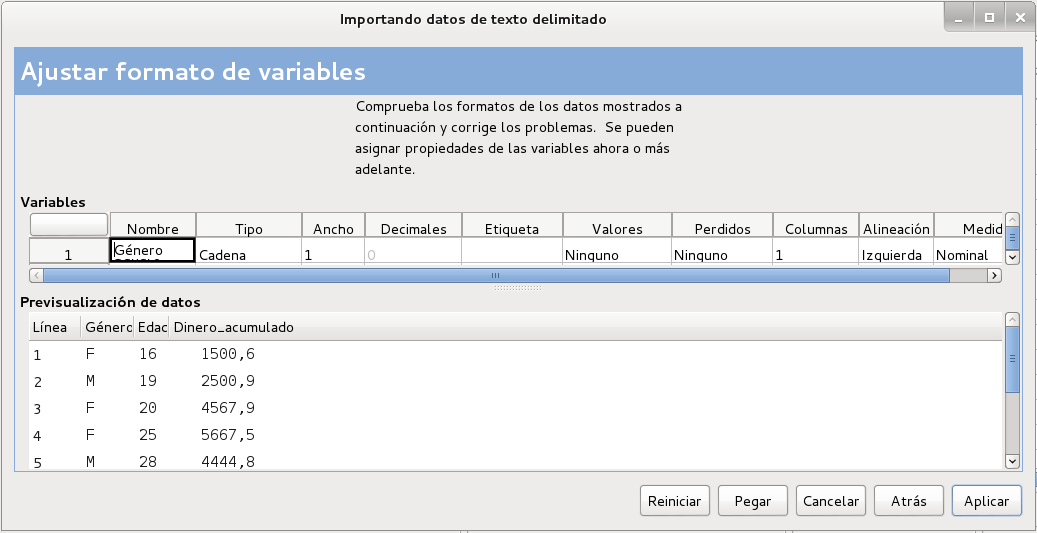 Importando datos de texto delimitado
Ajustar formato de variables
Comprueba los formatos de los datos mostrados a
continuación y corrige los problemas. Se pueden
asignar propiedades de las variables ahora o más
adelante.
Variables
Nombre Tipo Ancho Decimales Etiqueta Valores Perdidos Columnas Alineación Medid
1 Género Cadena 1 0 Ninguno Ninguno 1 Izquierda Nominal
Previsualización de datos
Línea Género Edad Dinero_acumulado
1 F 16 1500,6
2 M 19 2500,9
3 F 20 4567,9
4 F 25 5667,5
5 M 28 4444,8
Reiniciar Pegar Cancelar Atrás Aplicar